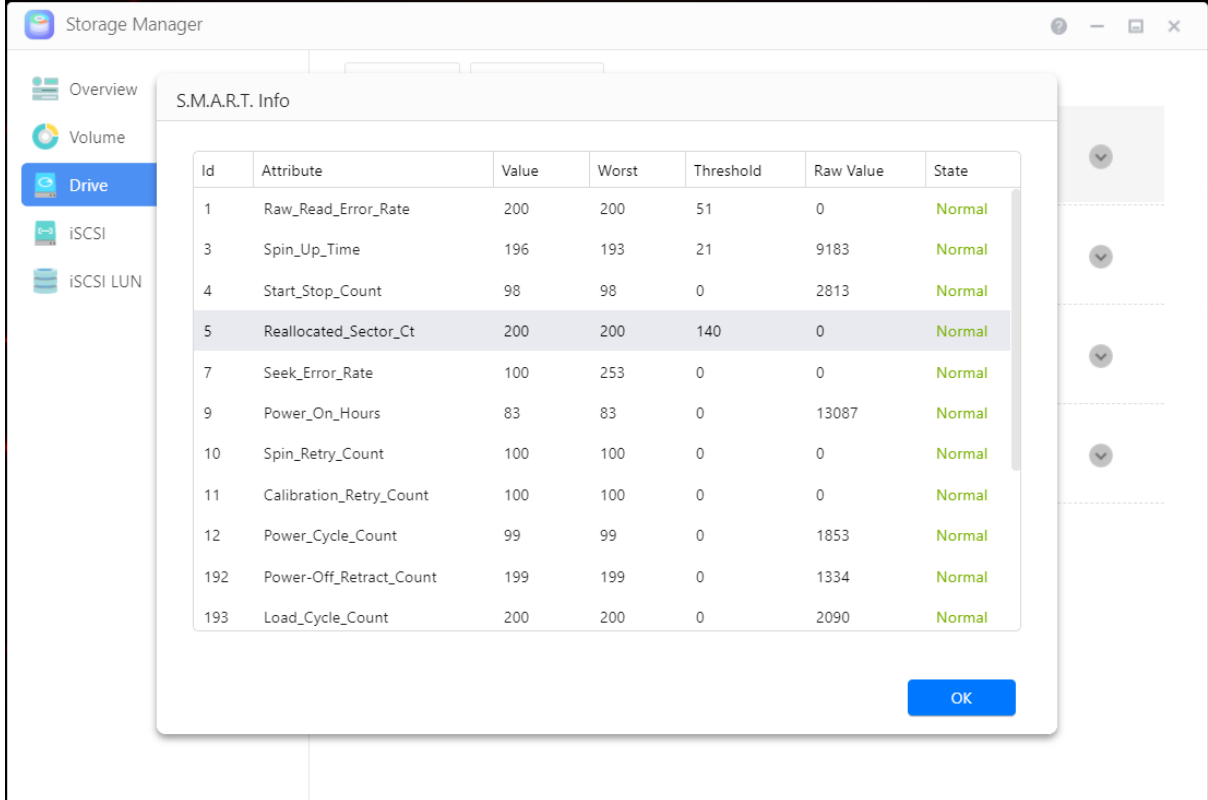 Storage Manager
Overview
Volume
Drive
iSCSI
iSCSI LUN
S.M.A.R.T. Info
Id Attribute Value Worst Threshold Raw Value State
1 Raw_Read_Error_Rate 200 200 51 0 Normal
3 Spin_Up_Time 196 193 21 9183 Normal
4 Start_Stop_Count 98 98 0 2813 Normal
5 Reallocated_Sector_Ct 200 200 140 0 Normal
7 Seek_Error_Rate 100 253 0 0 Normal
9 Power_On_Hours 83 83 0 13087 Normal
10 Spin_Retry_Count 100 100 0 0 Normal
11 Calibration_Retry_Count 100 100 0 0 Normal
12 Power_Cycle_Count 99 99 0 1853 Normal
192 Power-Off_Retract_Count 199 199 0 1334 Normal
193 Load_Cycle_Count 200 200 0 2090 Normal
OK